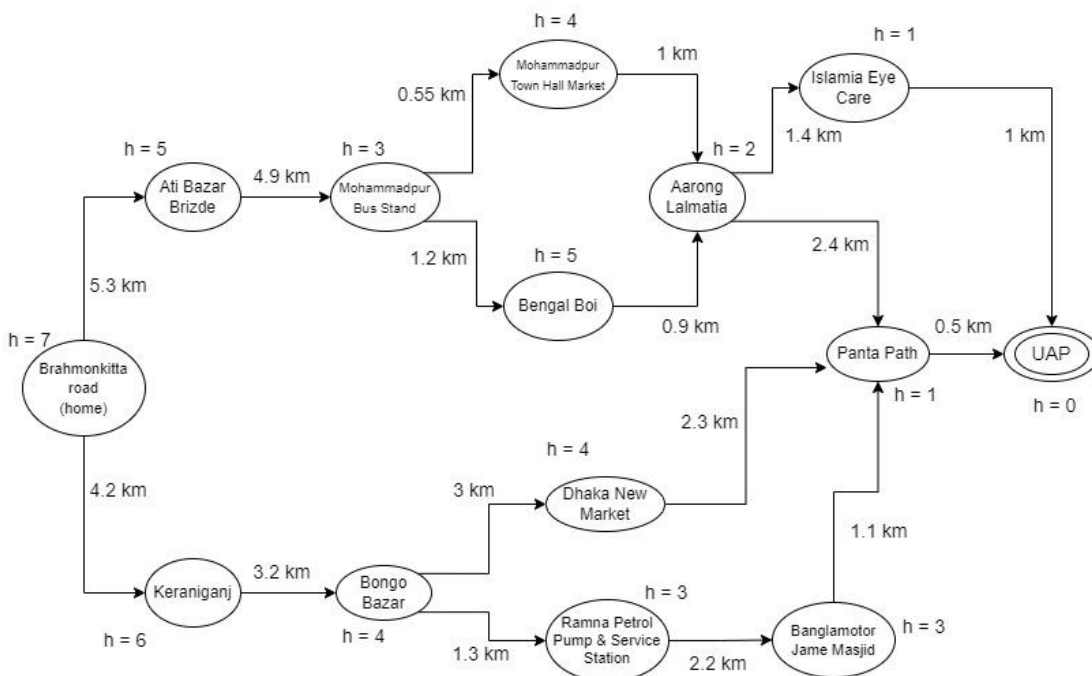 h = 4
h = 1
Mohammadpur
Town Hall Market
1 km
Islamia Eye
Care
0.55 km
1.4 km
1 km
h = 5
h = 3
h = 2
Ati Bazar
Brizde
4.9 km
Mohammadpur
Bus Stand
Aarong
Lalmatia
1.2 km
h = 5
2.4 km
5.3 km
Bengal Boi
0.9 km
0.5 km
h = 7
Brahmonkitta
road
(home)
Panta Path
UAP
h = 1
h = 0
2.3 km
h = 4
4.2 km
3 km
Dhaka New
Market
1.1 km
3.2 km
Keraniganj
Bongo
Bazar
h = 3
h = 6
h = 4
1.3 km
Ramna Petrol
Pump & Service
Station
2.2 km
Banglamotor
Jame Masjid
h = 3